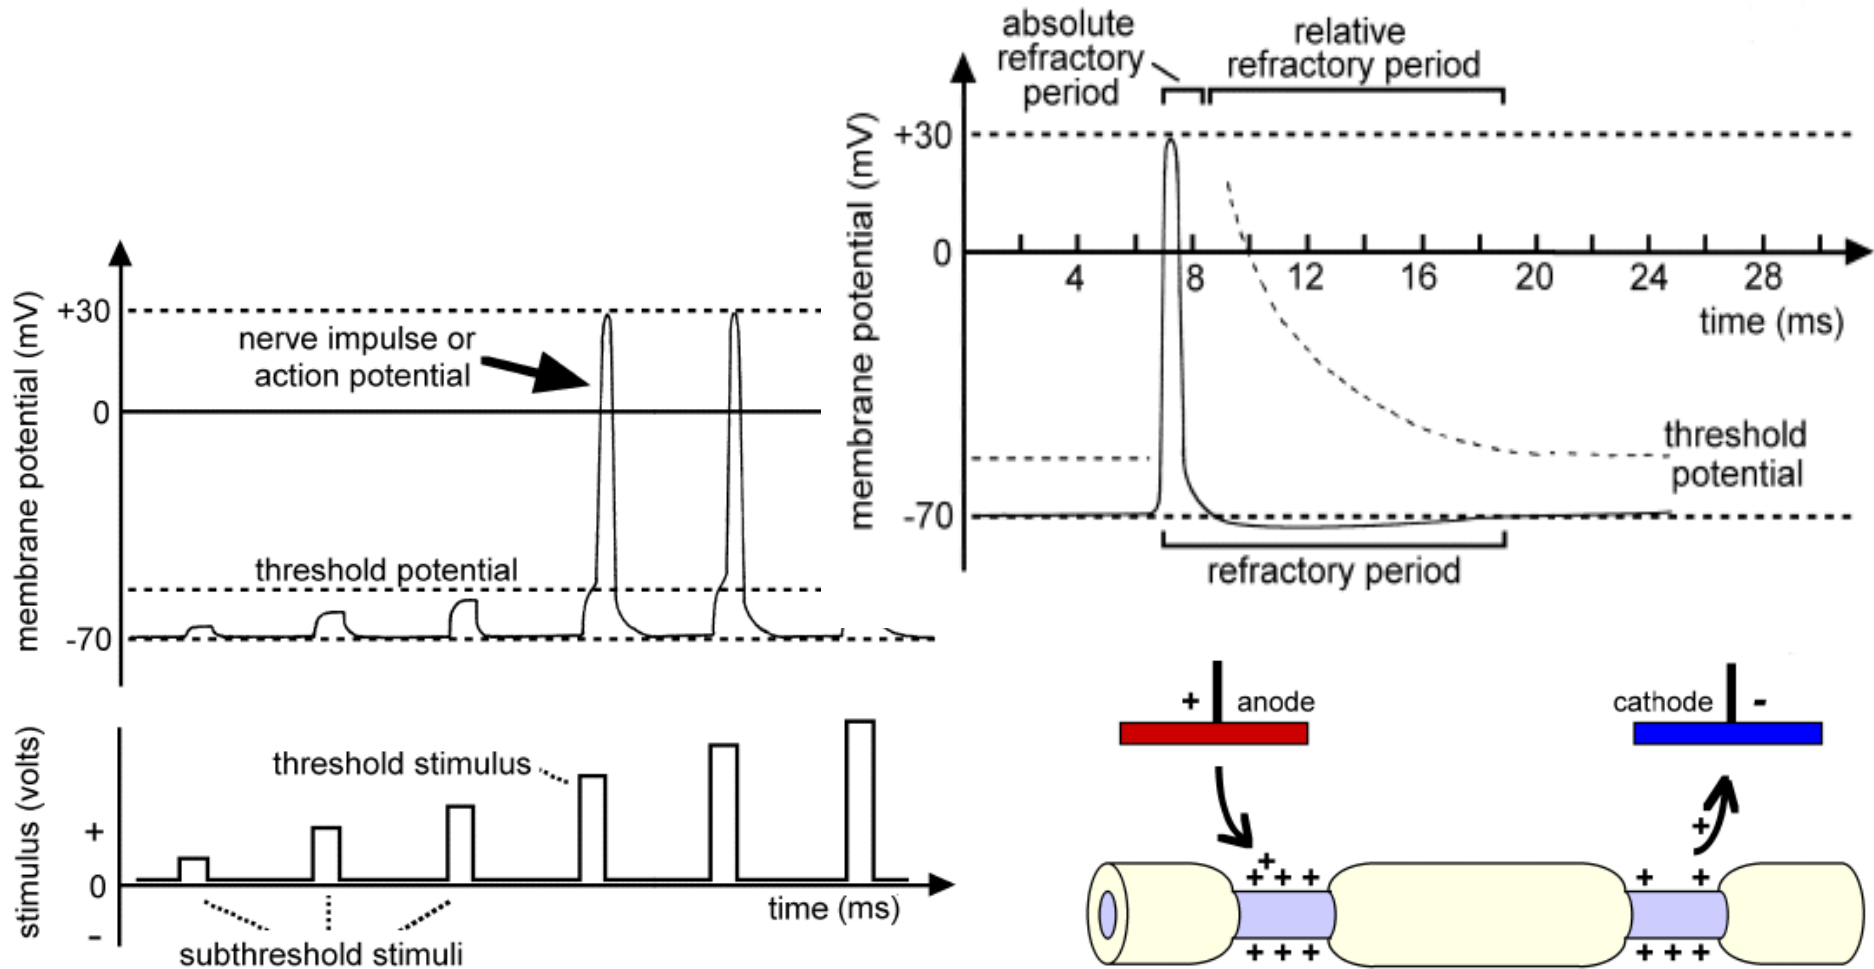 membrane potential (mV)
+30
nerve impulse or
action potential
0
threshold potential
-70
stimulus (volts)
threshold stimulus
+
0
-
time (ms)
subthreshold stimuli
absolute
refractory
period
relative
refractory period
membrane potential (mV)
+30
0
4 8 12 16 20 24 28
time (ms)
threshold
potential
-70
refractory period
+ anode
cathode -
+
+ + +
+ + +
+
+ +
+ + +